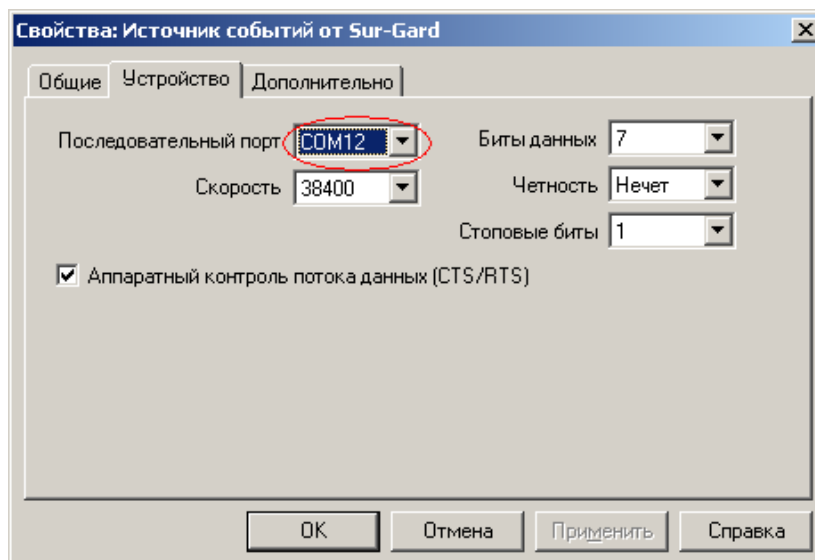 Свойства: Источник событий от Sur-Gard
Общие Устройство Дополнительно
Последовательный порт COM12 Биты данных 7
Скорость 38400 Четность Нечет
Стоповые биты 1
Аппаратный контроль потока данных (CTS/RTS)
OK Отмена Применить Справка